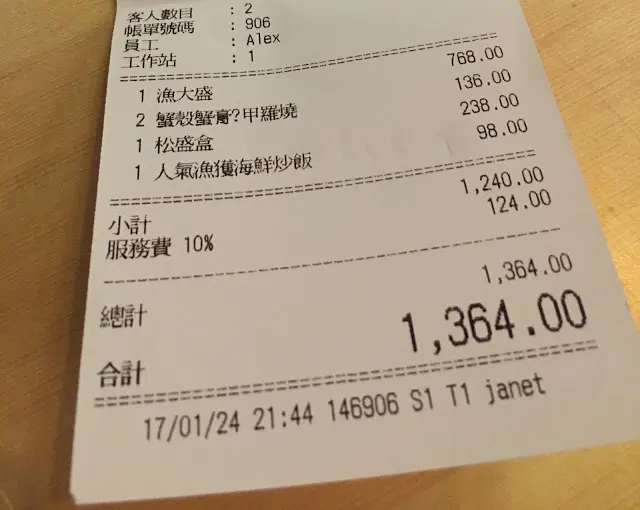 客人數目 : 2
帳單號碼 : 906
員工 : Alex
工作站 : 1
1 漁大盛 768.00
2 蟹殼蟹膏?甲羅燒 136.00
1 松盛盒 238.00
1 人氣漁獲海鮮炒飯 98.00
小計 1,240.00
服務費 10% 124.00
總計 1,364.00
合計 1,364.00
17/01/24 21:44 146906 S1 T1 janet